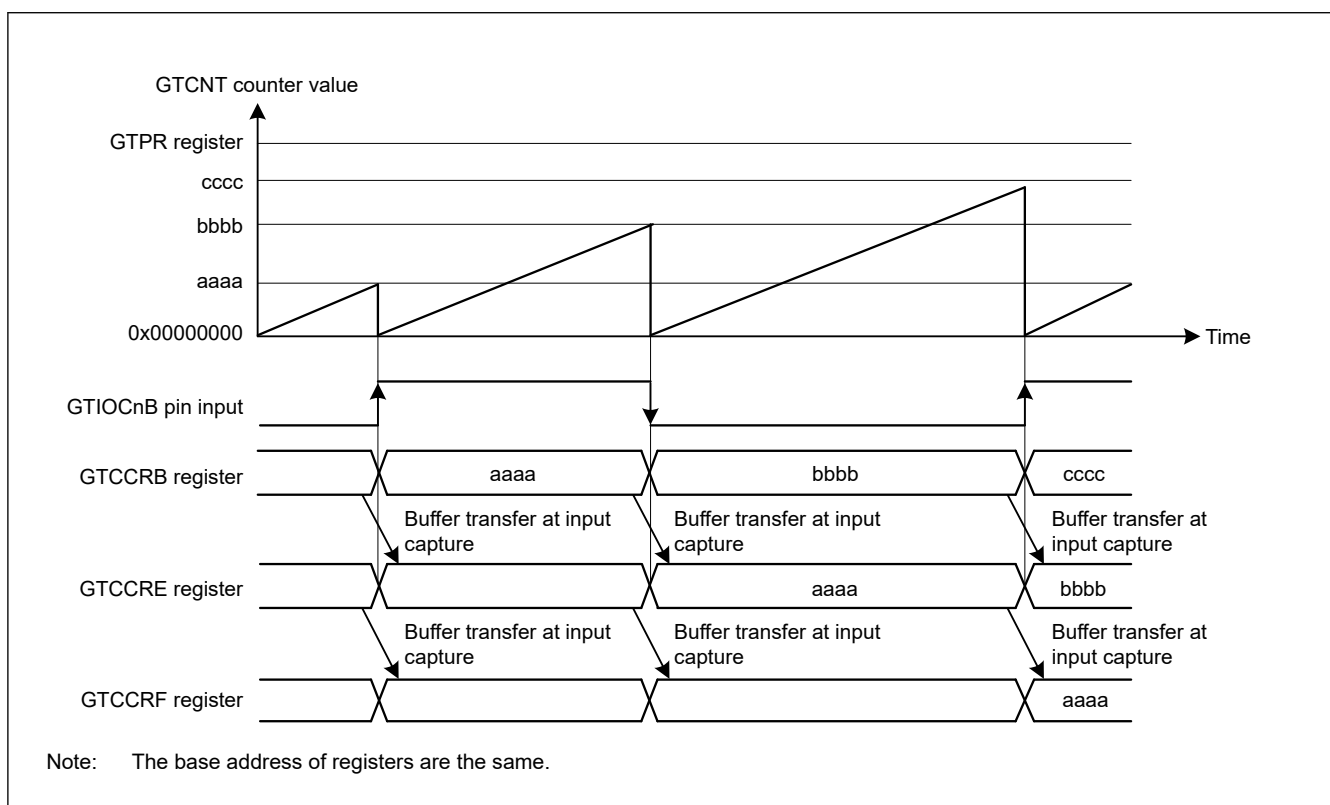 GTCNT counter value
GTPR register
cccc
bbbb
aaaa
0x00000000
Time
GTIOCnB pin input
GTCCRB register
aaaa
bbbb
cccc
Buffer transfer at input
capture
Buffer transfer at input
capture
Buffer transfer at
input capture
GTCCRE register
aaaa
bbbb
Buffer transfer at input
capture
Buffer transfer at input
capture
Buffer transfer at
input capture
GTCCRF register
aaaa
Note: The base address of registers are the same.